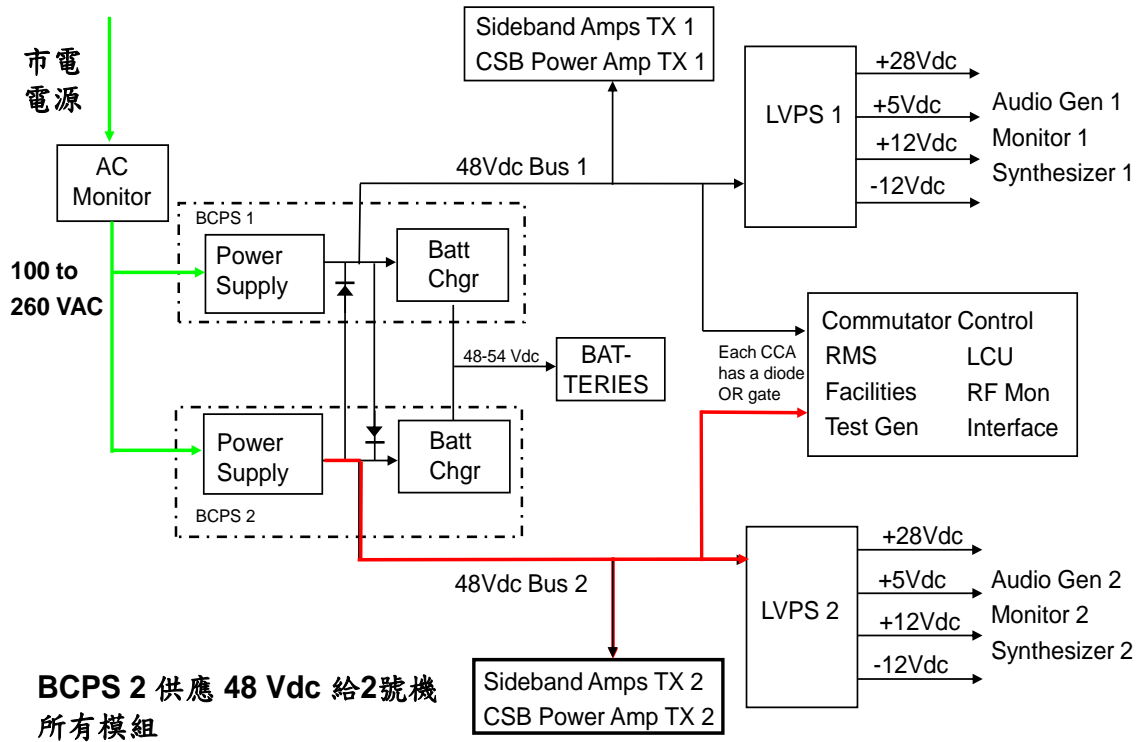 市電
電源
AC
Monitor
100 to
260 VAC
BCPS 1
Power
Supply
Batt
Chgr
48-54 Vdc
BAT-
TERIES
Power
Supply
Batt
Chgr
BCPS 2
48Vdc Bus 1
Sideband Amps TX 1
CSB Power Amp TX 1
LVPS 1
+28Vdc
+5Vdc
+12Vdc
-12Vdc
Audio Gen 1
Monitor 1
Synthesizer 1
Each CCA
has a diode
OR gate
Commutator Control
RMS LCU
Facilities RF Mon
Test Gen Interface
48Vdc Bus 2
LVPS 2
+28Vdc
+5Vdc
+12Vdc
-12Vdc
Audio Gen 2
Monitor 2
Synthesizer 2
Sideband Amps TX 2
CSB Power Amp TX 2
BCPS 2 供應 48 Vdc 給2號機
所有模組